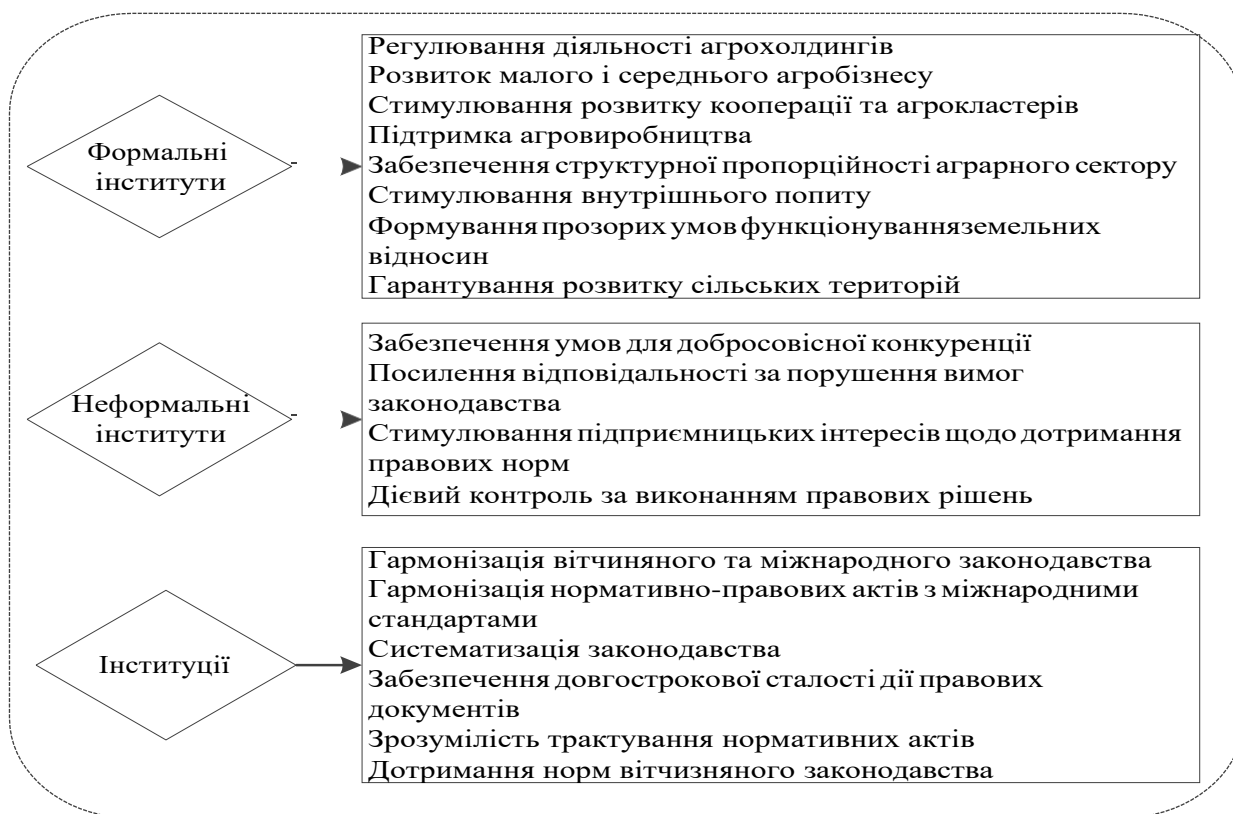 Формальні
інститути
Регулювання діяльності агрохолдингів
Розвиток малого і середнього агробізнесу
Стимулювання розвитку кооперації та агрокластерів
Підтримка агровиробництва
Забезпечення структурної пропорційності аграрного сектору
Стимулювання внутрішнього попиту
Формування прозорих умов функціонуванняземельних
відносин
Гарантування розвитку сільських територій
Неформальні
інститути
Забезпечення умов для добросовісної конкуренції
Посилення відповідальності за порушення вимог
законодавства
Стимулювання підприємницьких інтересів щодо дотримання
правових норм
Дієвий контроль за виконанням правових рішень
Інституції
Гармонізація вітчиняного та міжнародного законодавства
Гармонізація нормативно-правових актів з міжнародними
стандартами
Систематизація законодавства
Забезпечення довгострокової сталості дії правових
документів
Зрозумілість трактування нормативних актів
Дотримання норм вітчизняного законодавства